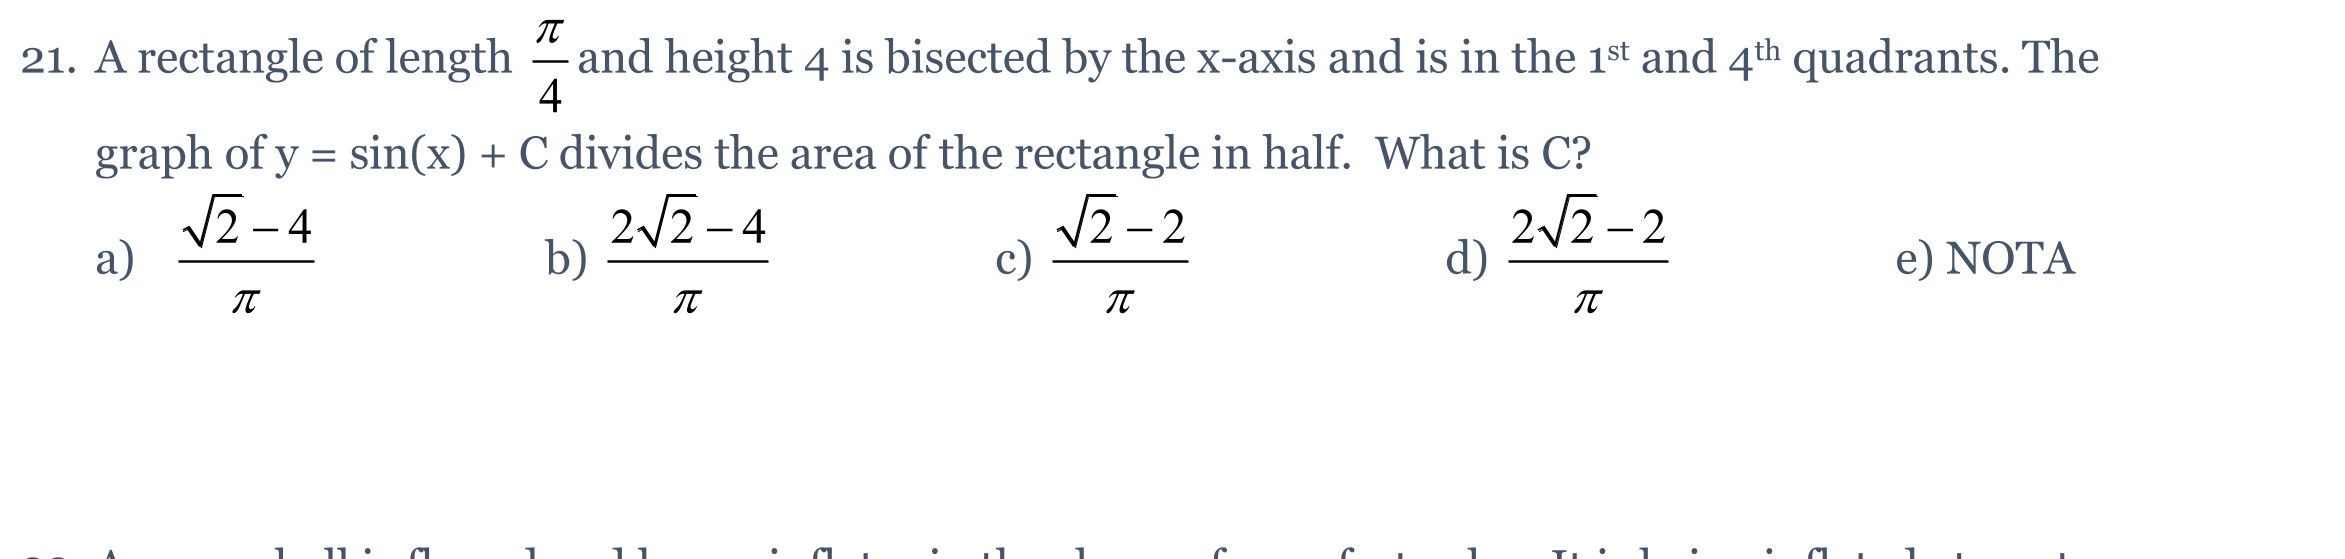 21. A rectangle of length π/4 and height 4 is bisected by the x-axis and is in the 1st and 4th quadrants. The
graph of y = sin(x) + C divides the area of the rectangle in half. What is C?
a) (√2 – 4)/π b) (2√2 – 4)/π c) (√2 – 2)/π d) (2√2 – 2)/π e) NOTA